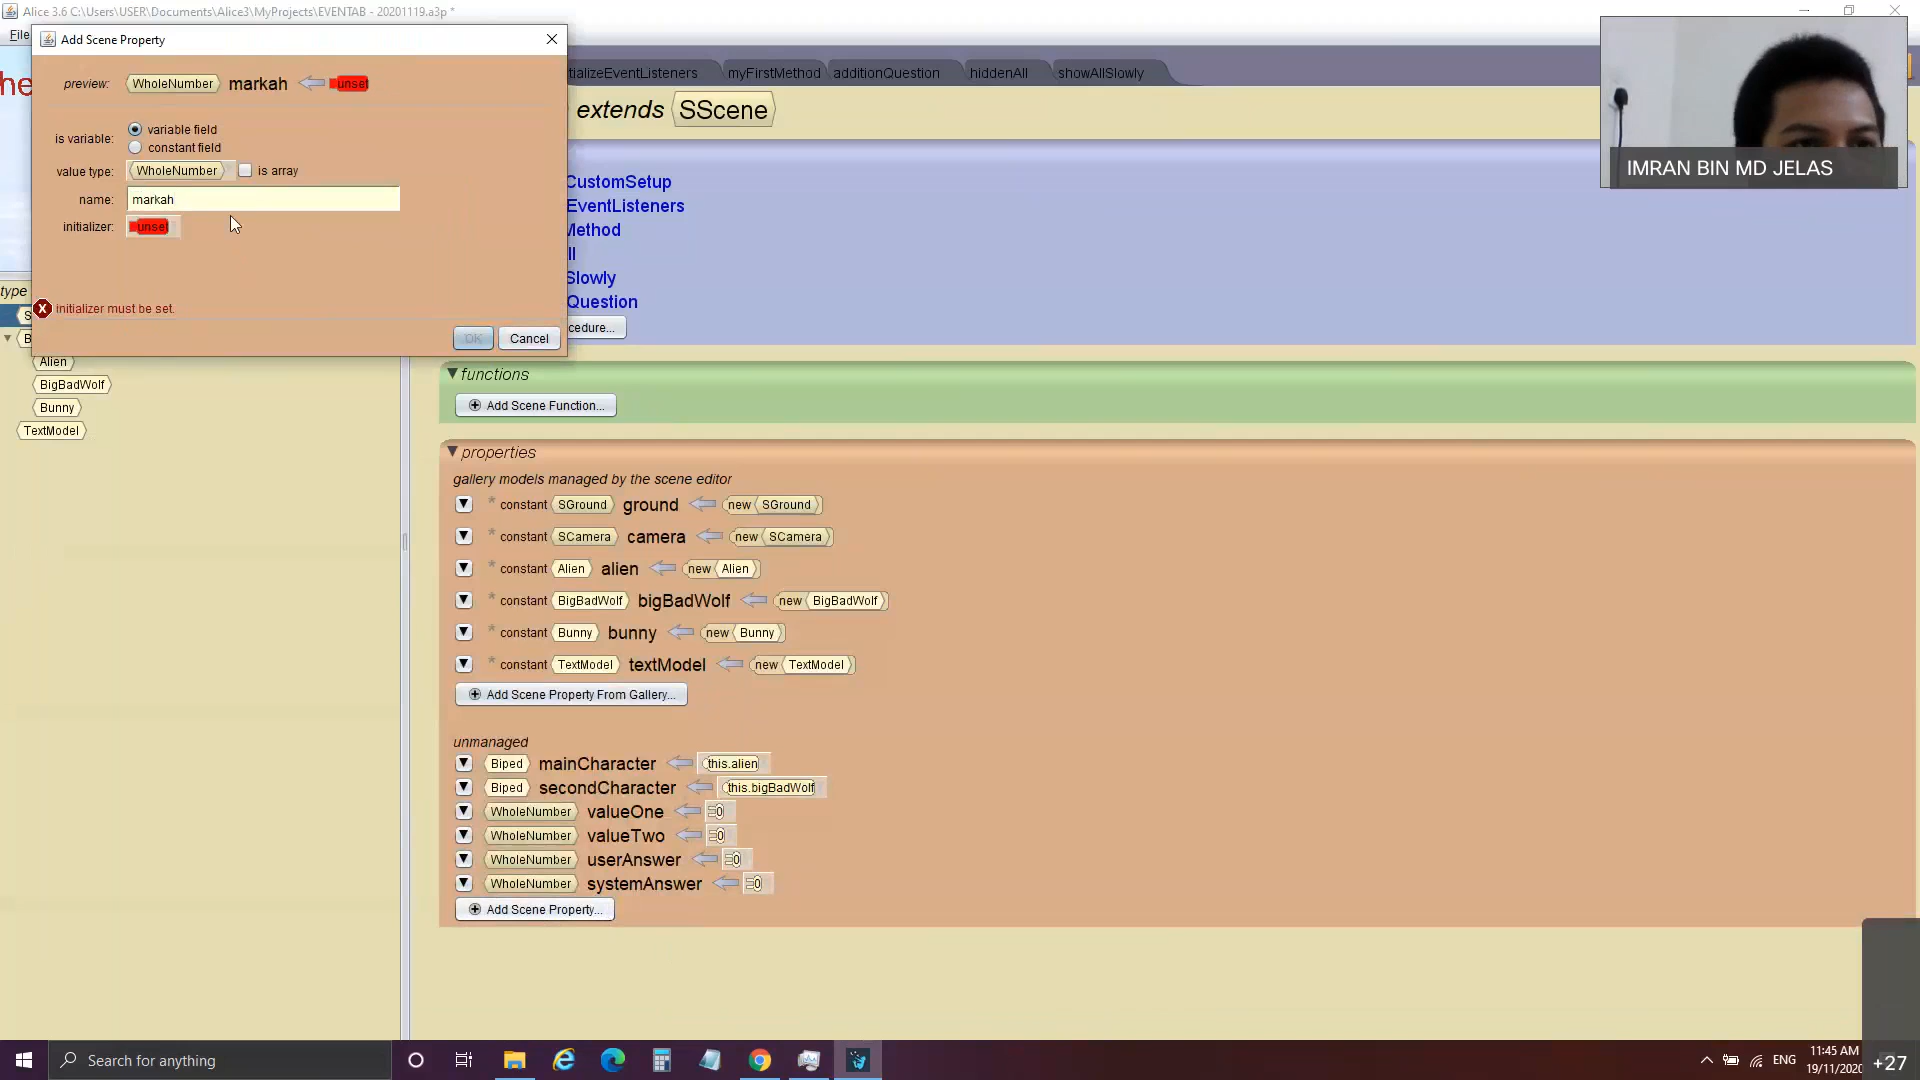 Alice 3.6 C:\Users\USER\Documents\Alice3\MyProjects\EVENTAB - 20201119.a3p *
File
Add Scene Property
preview: WholeNumber markah unset
is variable: variable field
constant field
value type: WholeNumber is array
name: markah
initializer: unset
initializer must be set.
OK Cancel
he
type
S
B
Alien
BigBadWolf
Bunny
TextModel
tializeEventListeners myFirstMethod additionQuestion hiddenAll showAllSlowly
extends SScene
CustomSetup
EventListeners
Method
ll
Slowly
Question
cedure...
functions
Add Scene Function...
properties
gallery models managed by the scene editor
* constant SGround ground new SGround
* constant SCamera camera new SCamera
* constant Alien alien new Alien
* constant BigBadWolf bigBadWolf new BigBadWolf
* constant Bunny bunny new Bunny
* constant TextModel textModel new TextModel
Add Scene Property From Gallery...
unmanaged
Biped mainCharacter this.alien
Biped secondCharacter this.bigBadWolf
WholeNumber valueOne 0
WholeNumber valueTwo 0
WholeNumber userAnswer 0
WholeNumber systemAnswer 0
Add Scene Property...
IMRAN BIN MD JELAS
Search for anything
ENG
11:45 AM
19/11/2020
+27